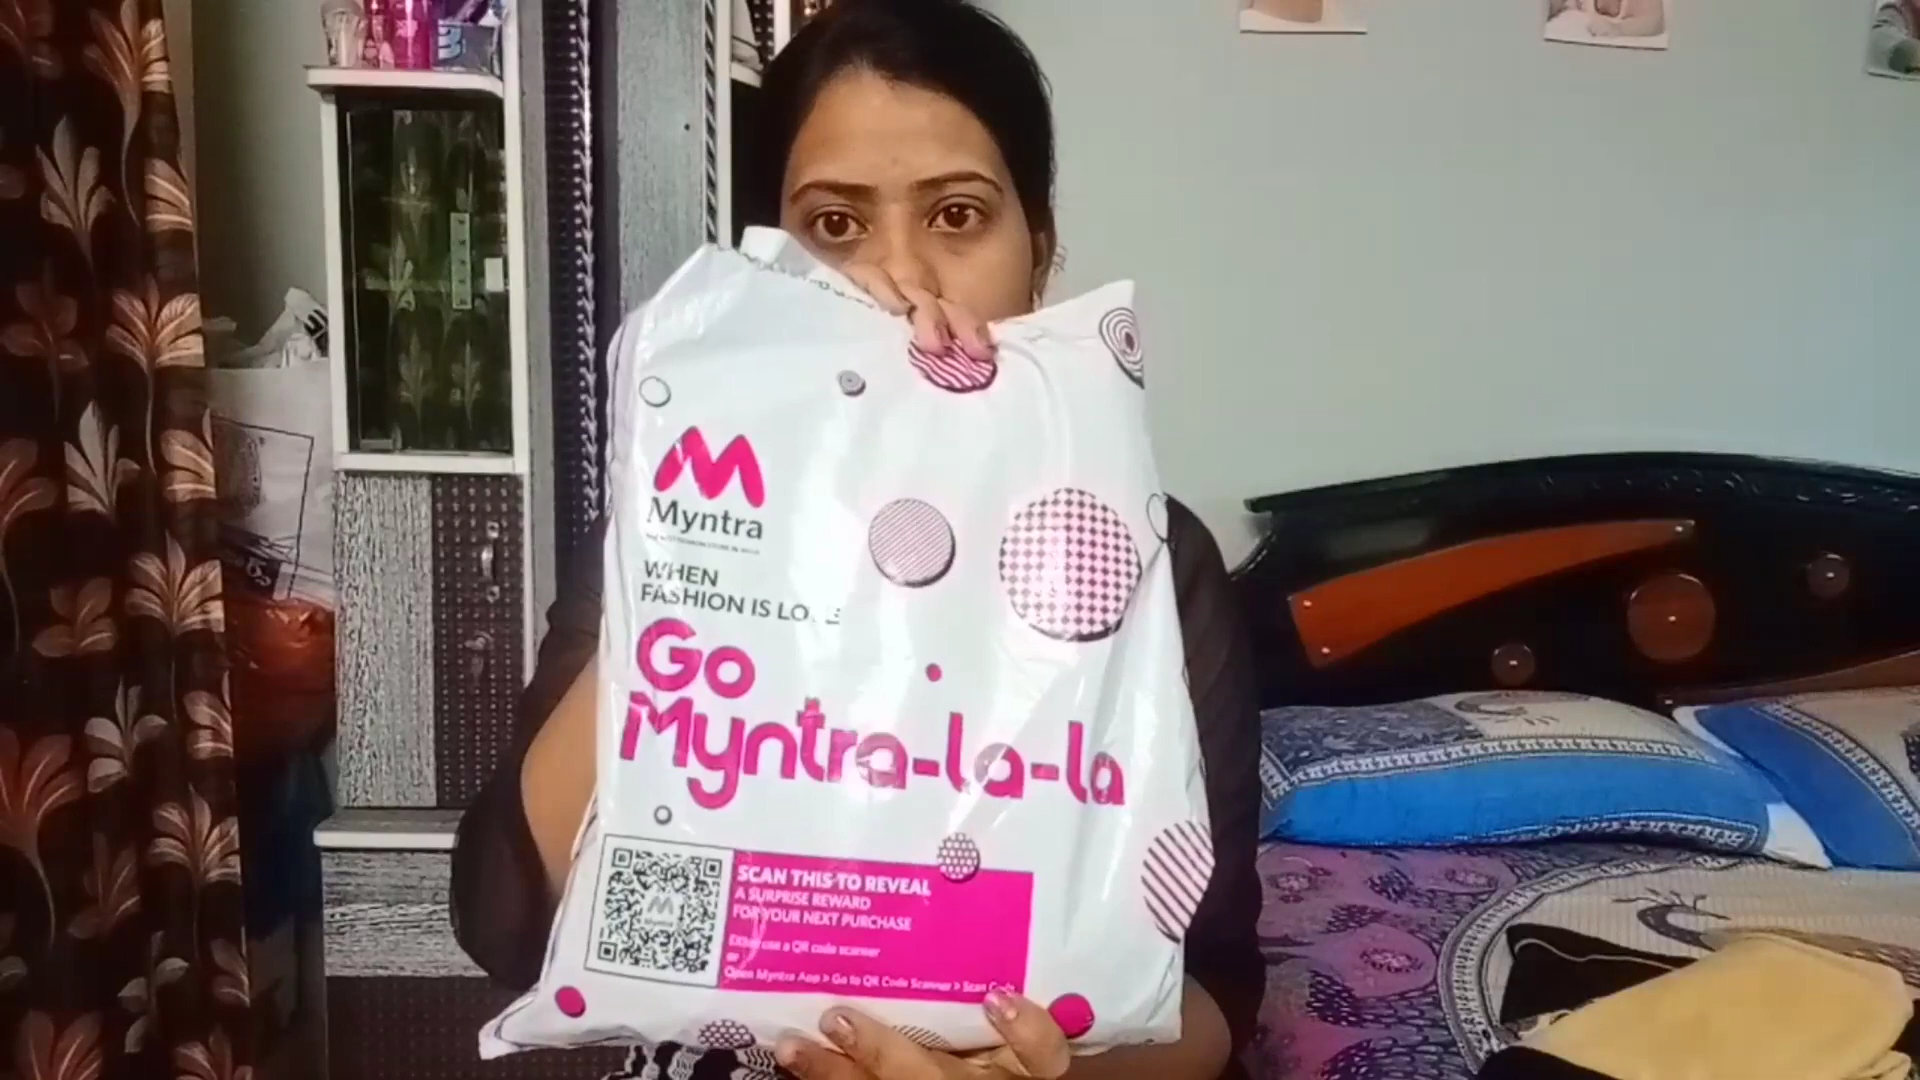 Myntra
WHEN
FASHION IS LOVE
Go
Myntra-la-la
SCAN THIS TO REVEAL
A SURPRISE REWARD
FOR YOUR NEXT PURCHASE
Either use a QR code scanner
or
Open Myntra App > Go to QR Code Scanner > Scan Code